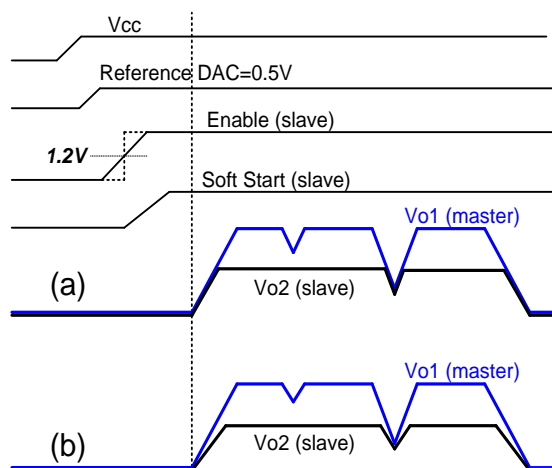 Vcc
Reference DAC=0.5V
Enable (slave)
1.2V
Soft Start (slave)
Vo1 (master)
(a)
Vo2 (slave)
Vo1 (master)
(b)
Vo2 (slave)